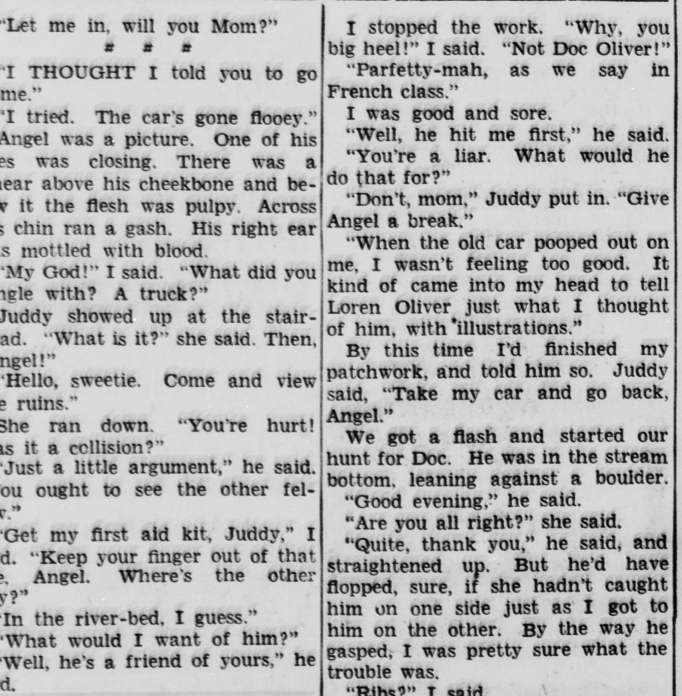 "Let me in, will you Mom?"
* * *
"I THOUGHT I told you to go
me."
"I tried. The car's gone flooey."
Angel was a picture. One of his
es was closing. There was a
ear above his cheekbone and be-
w it the flesh was pulpy. Across
s chin ran a gash. His right ear
s mottled with blood.
"My God!" I said. "What did you
ngle with? A truck?"
Juddy showed up at the stair-
ad. "What is it?" she said. Then,
ngel!"
"Hello, sweetie. Come and view
e ruins."
She ran down. "You're hurt!
as it a collision?"
"Just a little argument," he said.
ou ought to see the other fel-
w."
"Get my first aid kit, Juddy," I
d. "Keep your finger out of that
e, Angel. Where's the other
y?"
"In the river-bed, I guess."
"What would I want of him?"
"Well, he's a friend of yours," he
d.
I stopped the work. "Why, you
big heel!" I said. "Not Doc Oliver!"
"Parfetty-mah, as we say in
French class."
I was good and sore.
"Well, he hit me first," he said.
"You're a liar. What would he
do that for?"
"Don't, mom," Juddy put in. "Give
Angel a break."
"When the old car pooped out on
me, I wasn't feeling too good. It
kind of came into my head to tell
Loren Oliver just what I thought
of him, with illustrations."
By this time I'd finished my
patchwork, and told him so. Juddy
said, "Take my car and go back,
Angel."
We got a flash and started our
hunt for Doc. He was in the stream
bottom, leaning against a boulder.
"Good evening," he said.
"Are you all right?" she said.
"Quite, thank you," he said, and
straightened up. But he'd have
flopped, sure, if she hadn't caught
him on one side just as I got to
him on the other. By the way he
gasped, I was pretty sure what the
trouble was.
"Ribs?" I said.